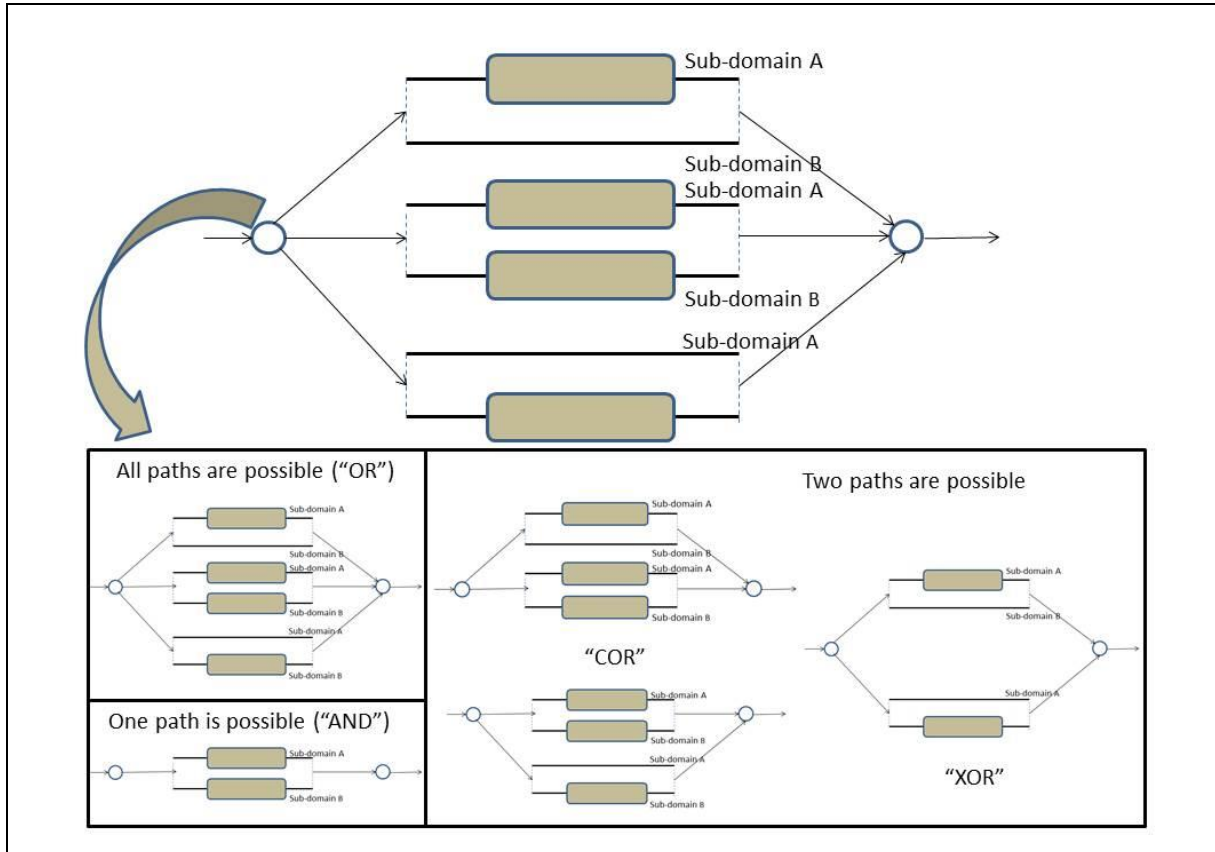 Sub-domain A
Sub-domain B
Sub-domain A
Sub-domain B
Sub-domain A
All paths are possible (“OR”)
Sub-domain A
Sub-domain B
Sub-domain A
Sub-domain B
Sub-domain A
Sub-domain B
One path is possible (“AND”)
Sub-domain A
Sub-domain B
Two paths are possible
Sub-domain A
Sub-domain B
Sub-domain A
Sub-domain B
“COR”
Sub-domain A
Sub-domain B
Sub-domain A
Sub-domain B
Sub-domain A
Sub-domain B
Sub-domain A
“XOR”